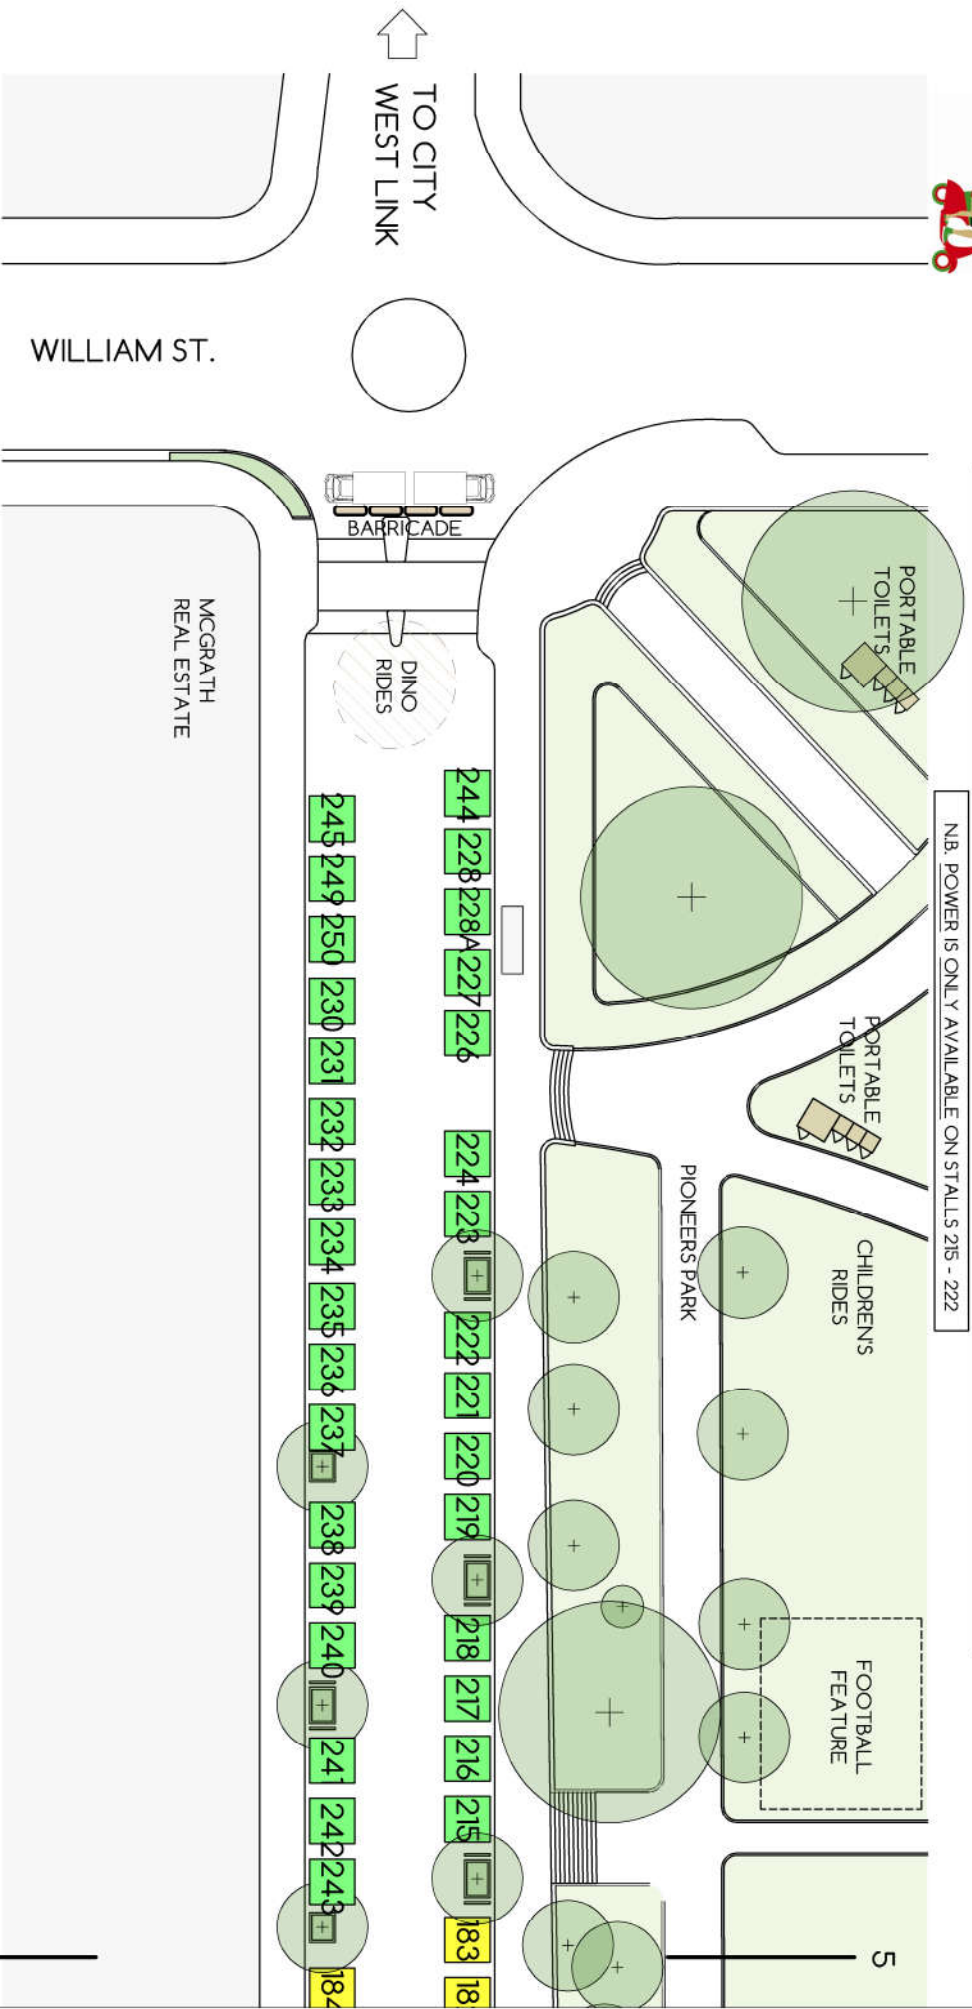 TO CITY
WEST LINK
WILLIAM ST.
BARRICADE
PORTABLE
TOILETS
MCGRATH
REAL ESTATE
DINO
RIDES
244
245
228
249
228A
250
227
230
226
231
N.B. POWER IS ONLY AVAILABLE ON STALLS 215 - 222
PORTABLE
TOILETS
232
224
233
223
PIONEERS PARK
CHILDREN'S
RIDES
234
235
222
236
221
237
220
238
219
239
240
218
217
FOOTBALL
FEATURE
241
216
242
215
243
183
5